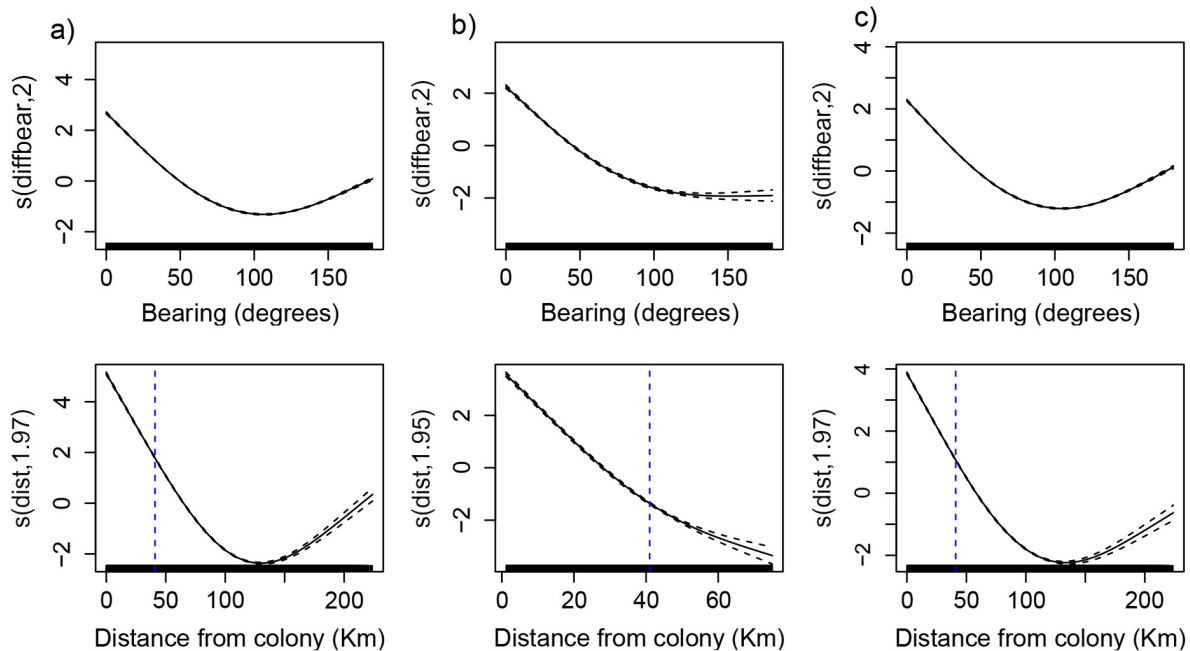 a)
s(diffbear,2)
4
2
0
−2
0 50 100 150
Bearing (degrees)
b)
s(diffbear,2)
2
0
−2
0 50 100 150
Bearing (degrees)
c)
s(diffbear,2)
4
2
0
−2
0 50 100 150
Bearing (degrees)
s(dist,1.97)
4
2
0
−2
0 50 100 200
Distance from colony (Km)
s(dist,1.95)
2
0
−2
0 20 40 60
Distance from colony (Km)
s(dist,1.97)
4
2
0
−2
0 50 100 200
Distance from colony (Km)